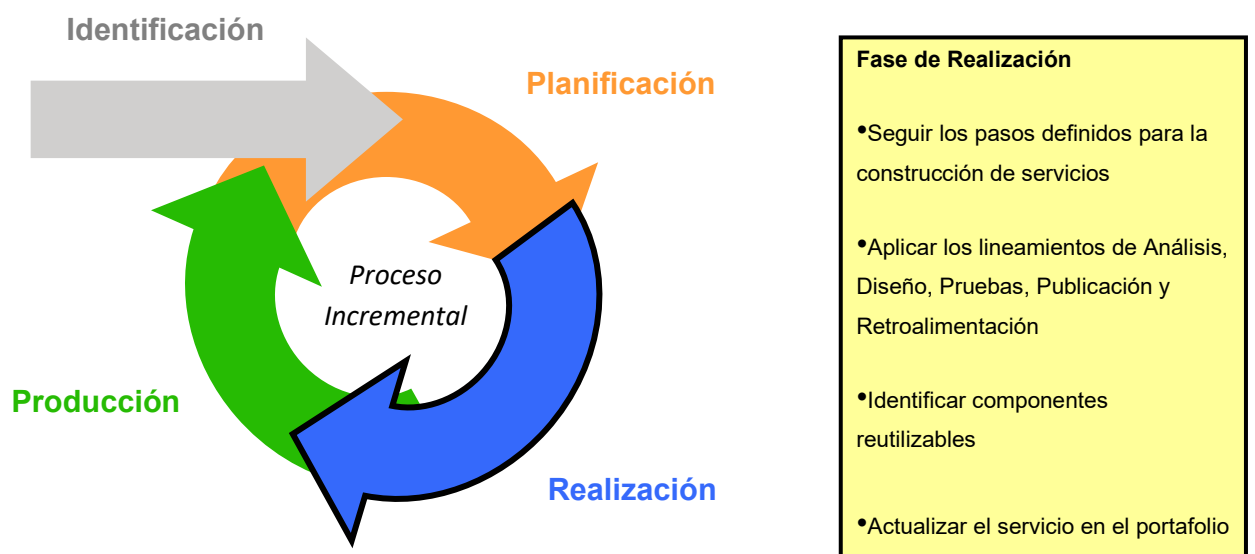 Identificación
Planificación
Proceso
Incremental
Producción
Realización
Fase de Realización
•Seguir los pasos definidos para la
construcción de servicios
•Aplicar los lineamientos de Análisis,
Diseño, Pruebas, Publicación y
Retroalimentación
•Identificar componentes
reutilizables
•Actualizar el servicio en el portafolio